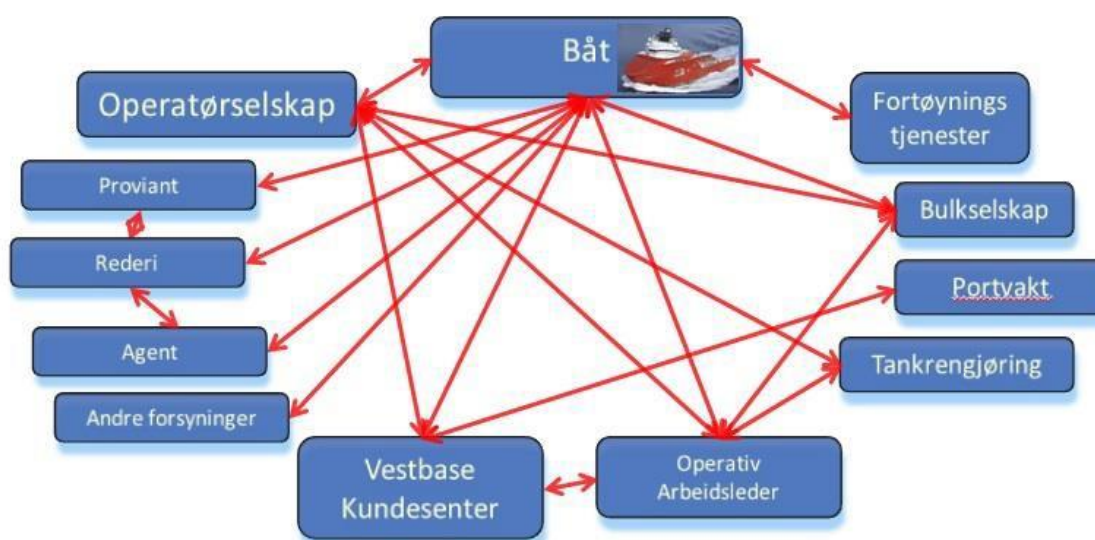 Båt
Operatørselskap
Fortøynings
tjenester
Proviant
Bulkselskap
Rederi
Portvakt
Agent
Tankrengjøring
Andre forsyninger
Vestbase
Kundesenter
Operativ
Arbeidsleder